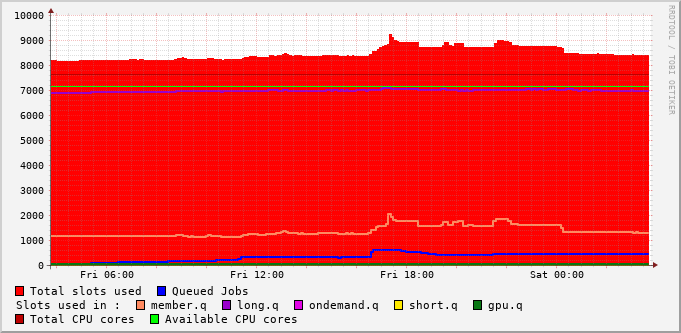 10000
9000
8000
7000
6000
5000
4000
3000
2000
1000
0
Fri 06:00 Fri 12:00 Fri 18:00 Sat 00:00
Total slots used Queued Jobs
Slots used in : member.q long.q ondemand.q short.q gpu.q
Total CPU cores Available CPU cores
RRDTOOL / TOBI OETIKER